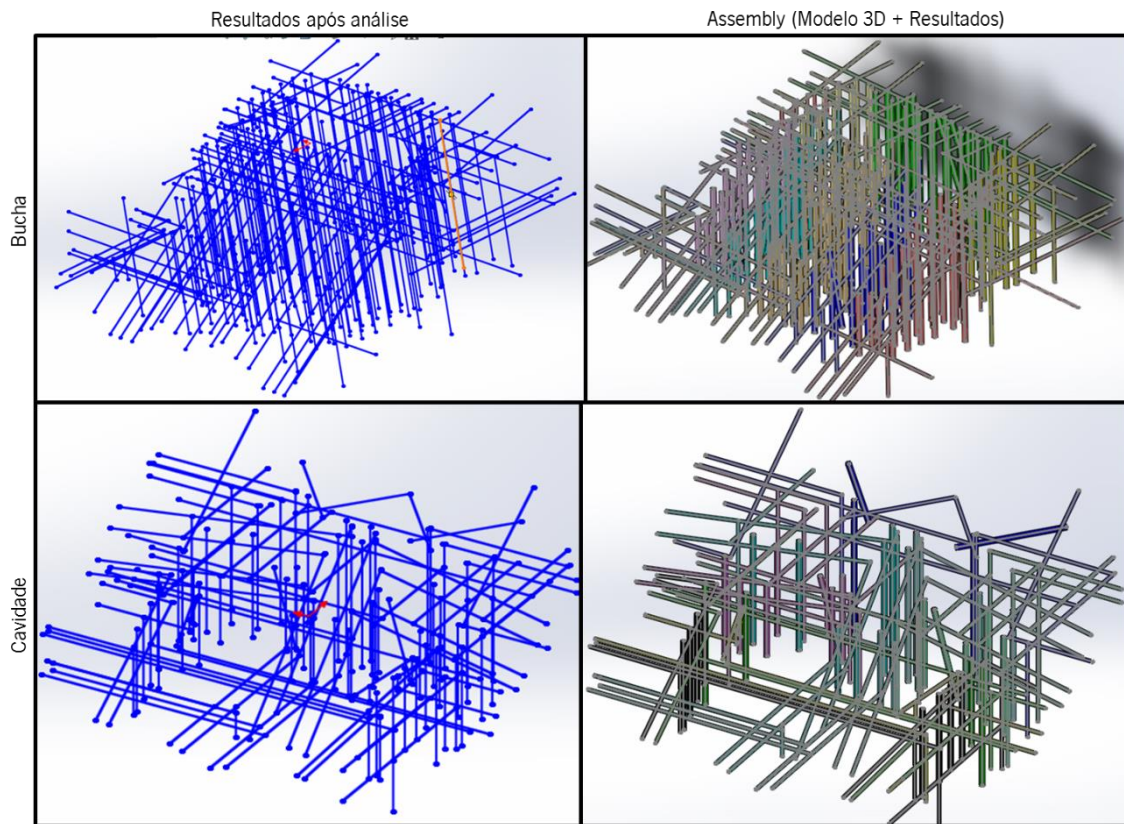 Resultados após análise
Assembly (Modelo 3D + Resultados)
Bucha
Cavidade